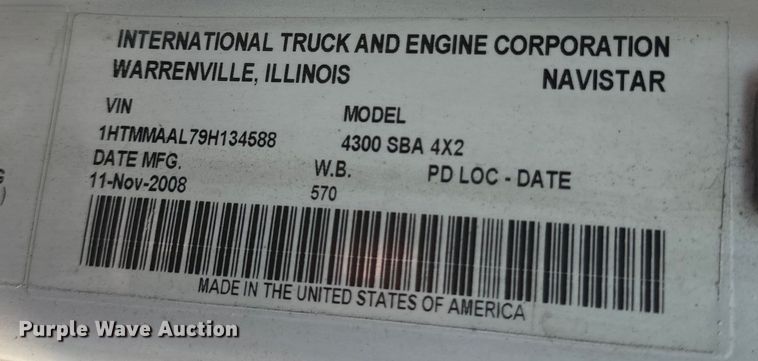 INTERNATIONAL TRUCK AND ENGINE CORPORATION
WARRENVILLE, ILLINOIS NAVISTAR
VIN MODEL
1HTMMAAL79H134588 4300 SBA 4X2
DATE MFG. W.B. PD LOC - DATE
11-Nov-2008 570
MADE IN THE UNITED STATES OF AMERICA
Purple Wave Auction